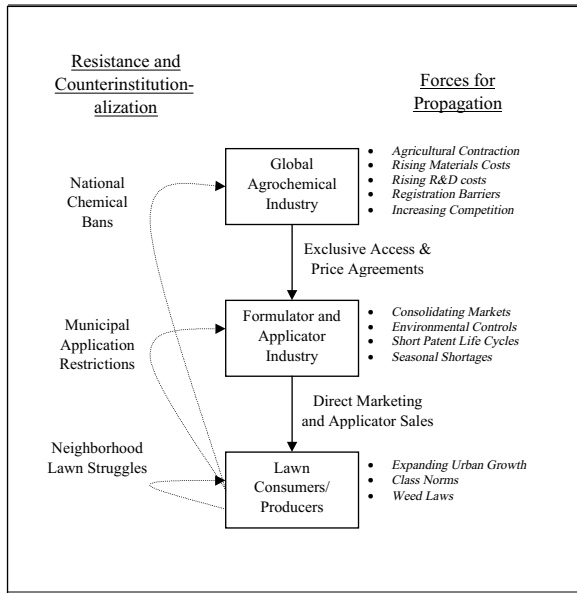 Resistance and
Counterinstitution-
alization
Forces for
Propagation
National
Chemical
Bans
Global
Agrochemical
Industry
• Agricultural Contraction
• Rising Materials Costs
• Rising R&D costs
• Registration Barriers
• Increasing Competition
Exclusive Access &
Price Agreements
Municipal
Application
Restrictions
Formulator and
Applicator
Industry
• Consolidating Markets
• Environmental Controls
• Short Patent Life Cycles
• Seasonal Shortages
Direct Marketing
and Applicator Sales
Neighborhood
Lawn Struggles
Lawn
Consumers/
Producers
• Expanding Urban Growth
• Class Norms
• Weed Laws